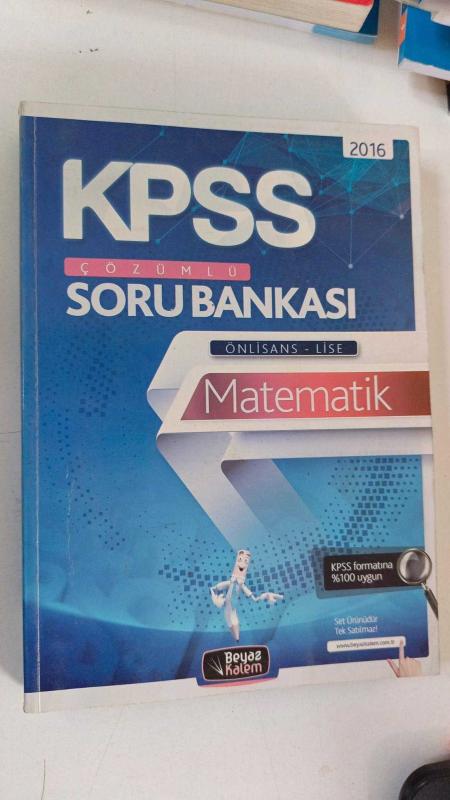 2016
KPSS
ÇÖZÜMLÜ
SORU BANKASI
ÖNLİSANS - LİSE
Matematik
KPSS formatına
%100 uygun
Set Ürünüdür
Tek Satılmaz!
www.beyazkalem.com.tr
Beyaz
Kalem